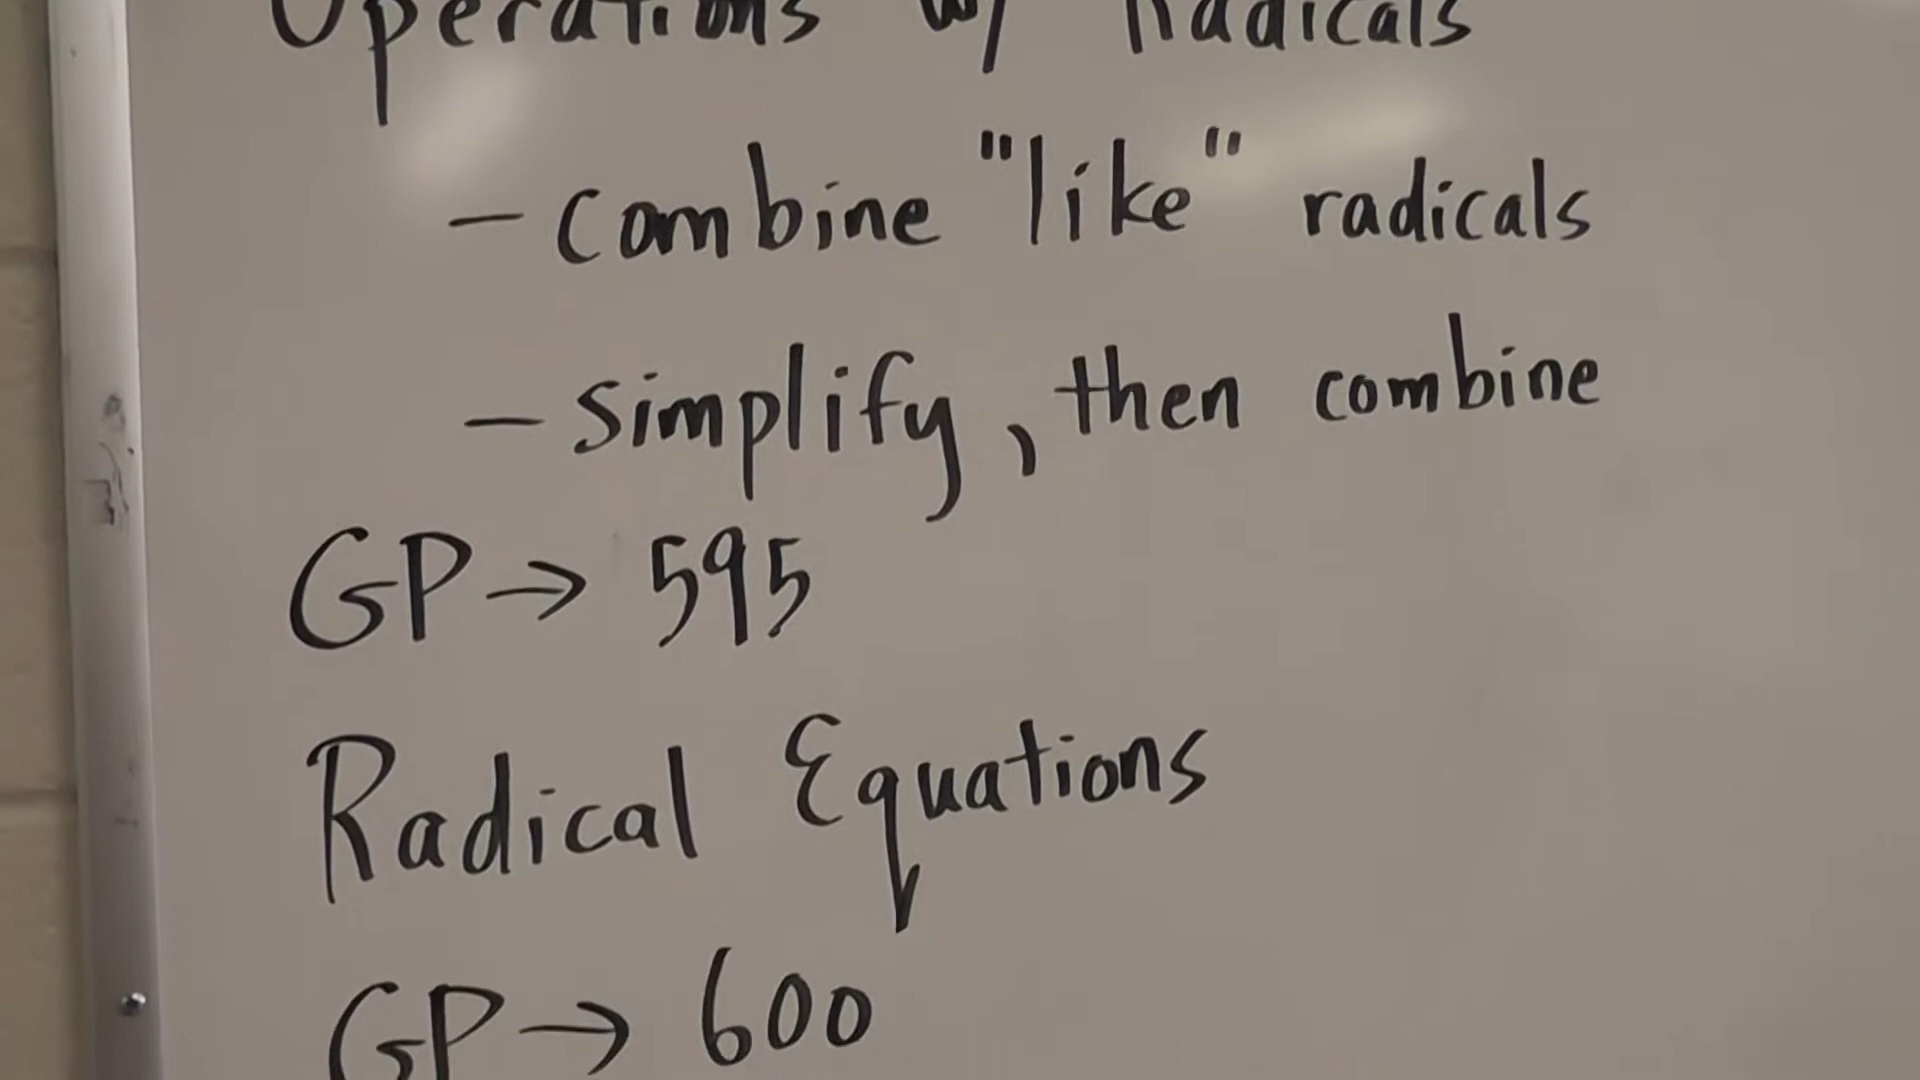 Operations w/ Radicals
- combine "like" radicals
- simplify, then combine
GP → 595
Radical Equations
GP → 600